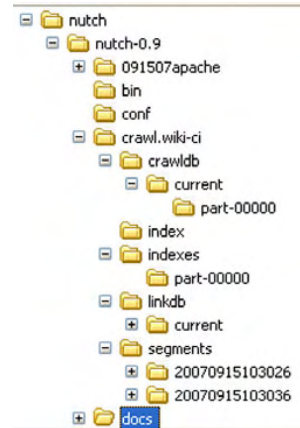 nutch
nutch-0.9
091507apache
bin
conf
crawl.wiki-ci
crawldb
current
part-00000
index
indexes
part-00000
linkdb
current
segments
20070915103026
20070915103036
docs